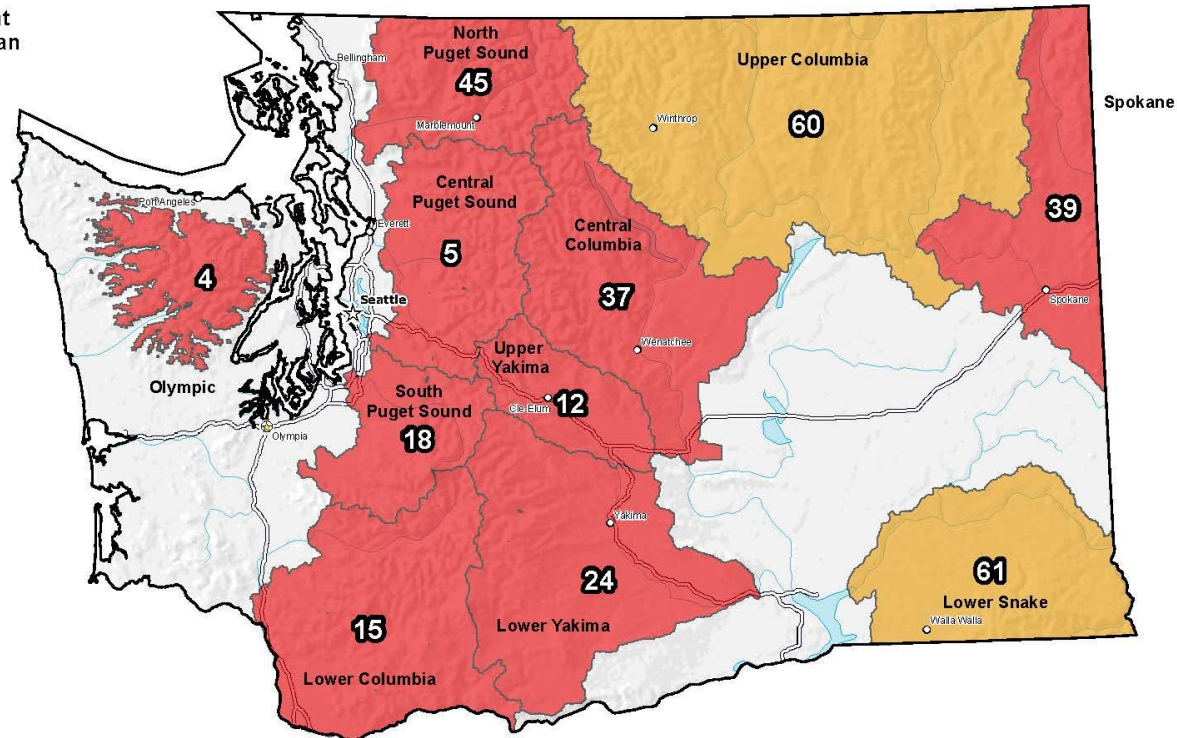 nt
an
North
Puget Sound
45
Bellingham
Marblemount
Upper Columbia
60
Winthrop
Spokane
39
Spokane
Central
Puget Sound
5
Everett
Central
Columbia
37
Wenatchee
Port Angeles
4
Olympic
Seattle
Upper
Yakima
12
Cle Elum
South
Puget Sound
18
Olympia
Yakima
24
Lower Yakima
15
Lower Columbia
61
Lower Snake
Walla Walla